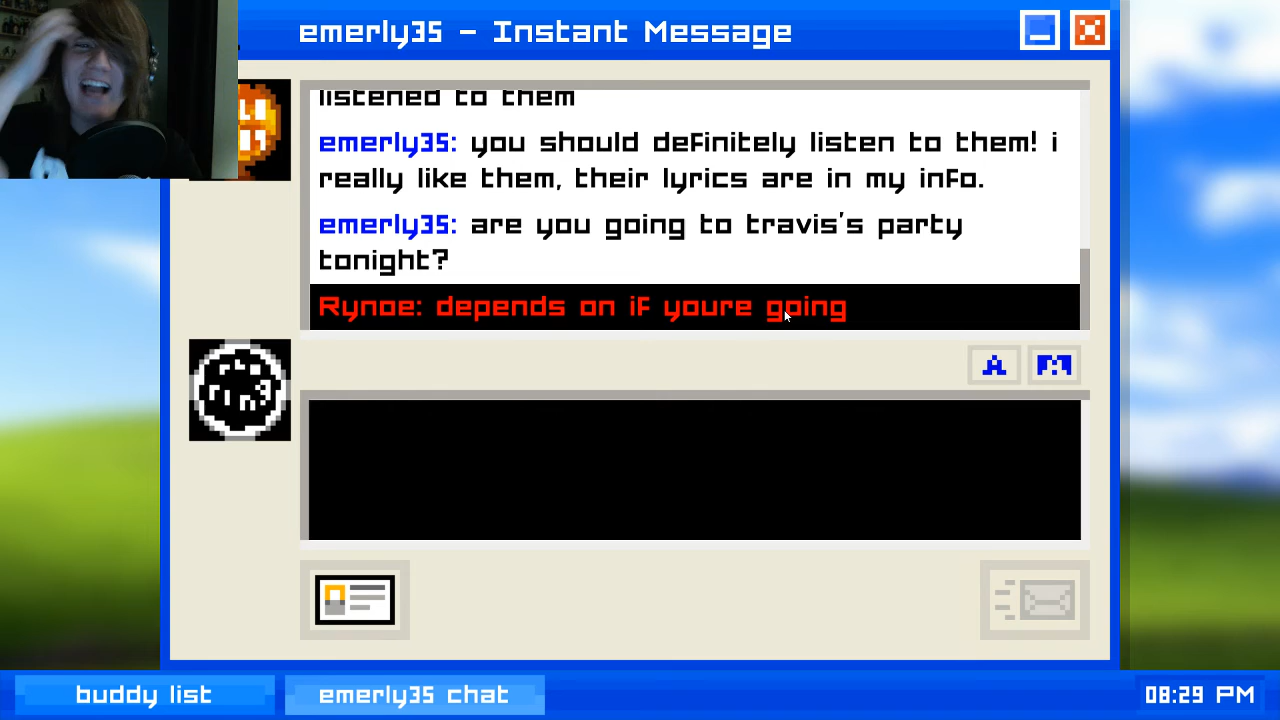 emerly35 - Instant Message
listened to them
emerly35: you should definitely listen to them! i
really like them, their lyrics are in my info.
emerly35: are you going to travis's party
tonight?
Rynoe: depends on if youre going
A
buddy list
emerly35 chat
08:29 PM